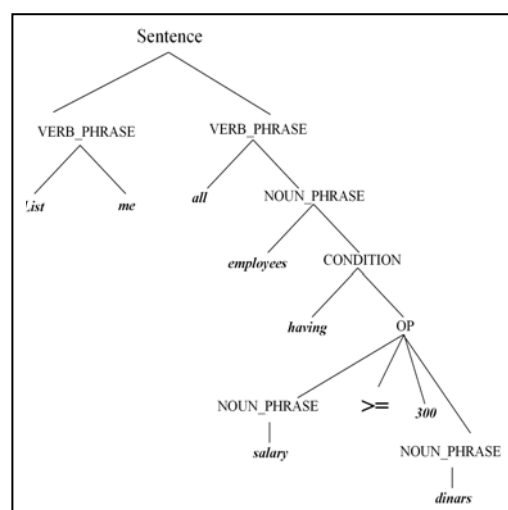 Sentence
VERB_PHRASE VERB_PHRASE
List me all NOUN_PHRASE
employees CONDITION
having OP
NOUN_PHRASE >= 300
salary NOUN_PHRASE
dinars